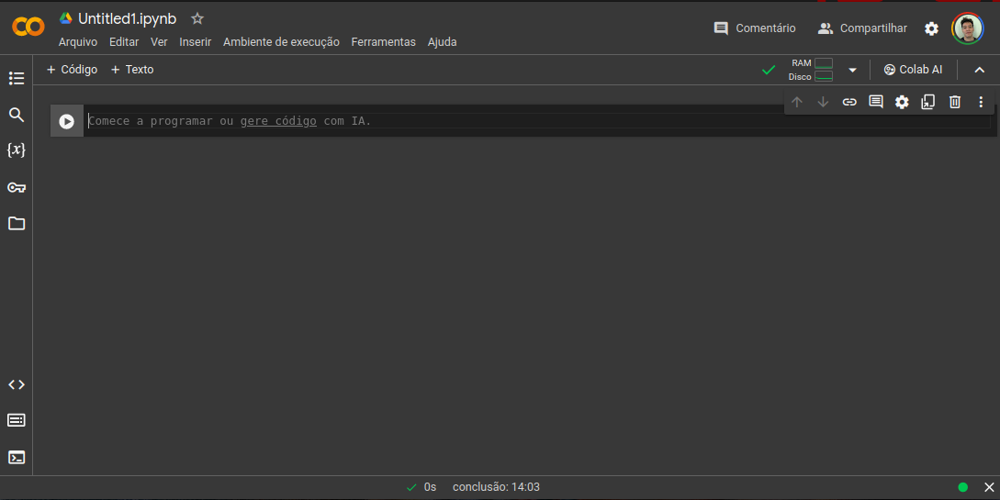 Untitled1.ipynb
Arquivo Editar Ver Inserir Ambiente de execução Ferramentas Ajuda
Comentário Compartilhar
+ Código + Texto
RAM
Disco
Colab AI
{x}
Comece a programar ou gere código com IA.
0s conclusão: 14:03